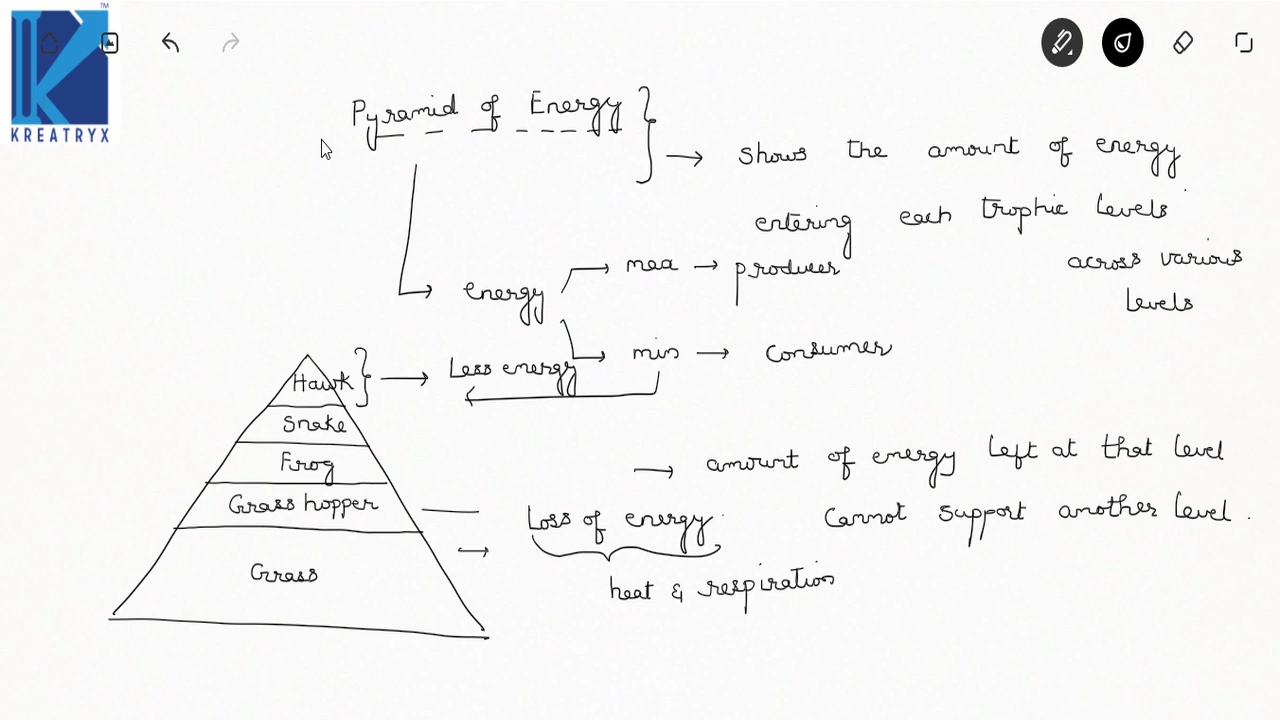 TM
KREATRYX
Pyramid of Energy
→ shows the amount of energy
entering each trophic levels
across various
levels
energy → max → producer
→ min → consumer
Hawk → Less energy
Snake
Frog
→ amount of energy left at that level
cannot support another level.
Grass hopper
Loss of energy
heat & respiration
Grass